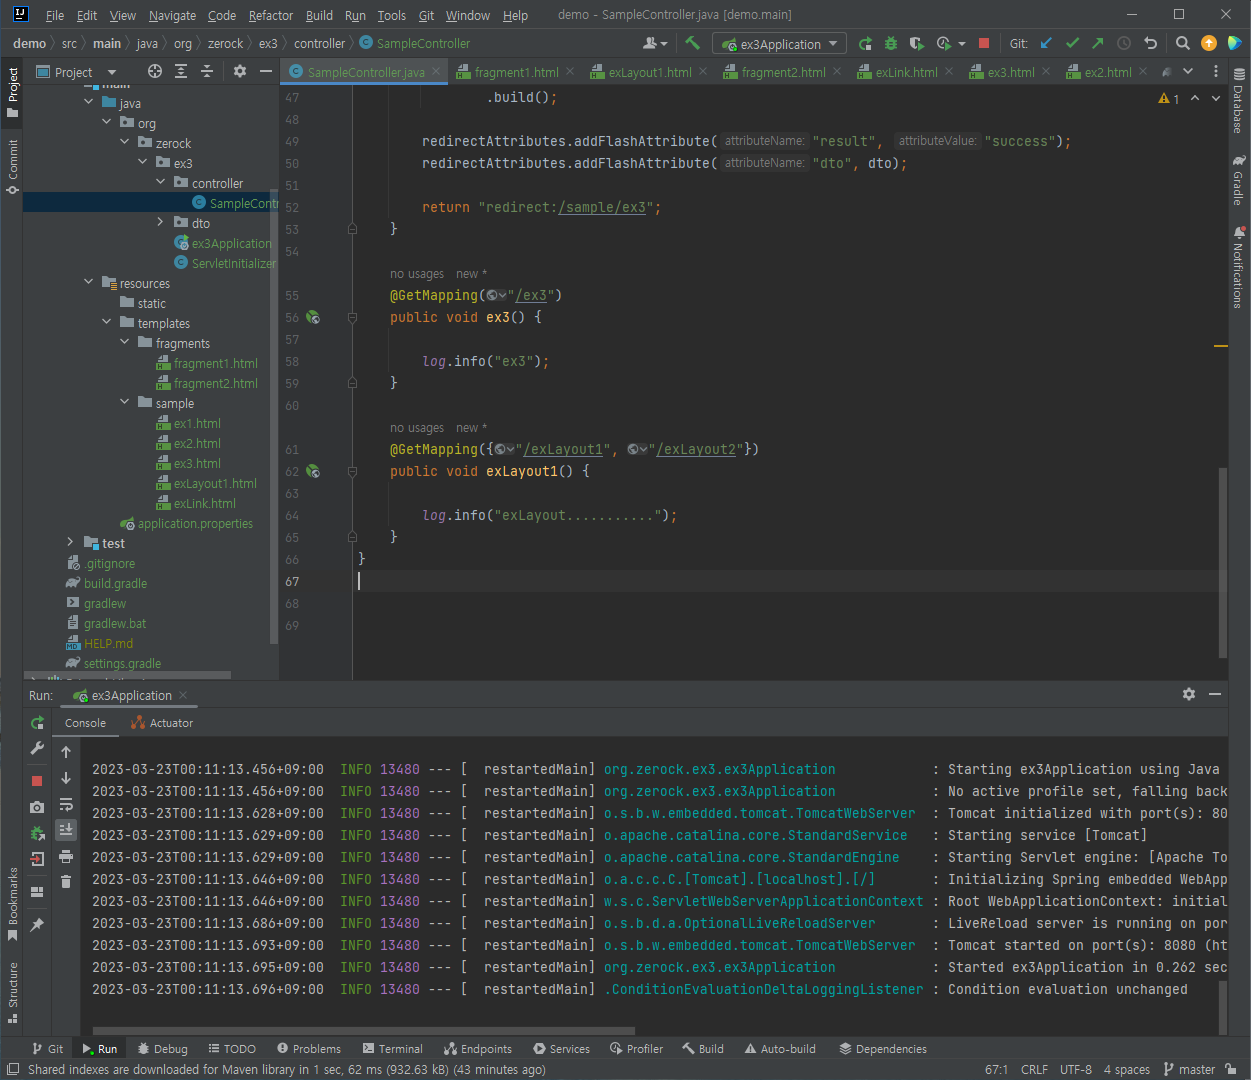 File Edit View Navigate Code Refactor Build Run Tools Git Window Help demo - SampleController.java [demo.main]
demo src main java org zerock ex3 controller SampleController ex3Application Git:
Project SampleController.java fragment1.html exLayout1.html fragment2.html exLink.html ex3.html ex2.html
Project
Commit
Bookmarks
Structure
Database
Gradle
Notifications
main
java
org
zerock
ex3
controller
SampleContr
dto
ex3Application
ServletInitializer
resources
static
templates
fragments
fragment1.html
fragment2.html
sample
ex1.html
ex2.html
ex3.html
exLayout1.html
exLink.html
application.properties
test
.gitignore
build.gradle
gradlew
gradlew.bat
HELP.md
settings.gradle
1
47 .build();
48
49 redirectAttributes.addFlashAttribute( attributeName: "result", attributeValue: "success");
50 redirectAttributes.addFlashAttribute( attributeName: "dto", dto);
51
52 return "redirect:/sample/ex3";
53 }
54
no usages new *
55 @GetMapping("/ex3")
56 public void ex3() {
57
58 log.info("ex3");
59 }
60
no usages new *
61 @GetMapping({"/exLayout1", "/exLayout2"})
62 public void exLayout1() {
63
64 log.info("exLayout...........");
65 }
66 }
67
68
69
Run: ex3Application
Console Actuator
2023-03-23T00:11:13.456+09:00 INFO 13480 --- [ restartedMain] org.zerock.ex3.ex3Application : Starting ex3Application using Java
2023-03-23T00:11:13.456+09:00 INFO 13480 --- [ restartedMain] org.zerock.ex3.ex3Application : No active profile set, falling back
2023-03-23T00:11:13.628+09:00 INFO 13480 --- [ restartedMain] o.s.b.w.embedded.tomcat.TomcatWebServer : Tomcat initialized with port(s): 80
2023-03-23T00:11:13.629+09:00 INFO 13480 --- [ restartedMain] o.apache.catalina.core.StandardService : Starting service [Tomcat]
2023-03-23T00:11:13.629+09:00 INFO 13480 --- [ restartedMain] o.apache.catalina.core.StandardEngine : Starting Servlet engine: [Apache To
2023-03-23T00:11:13.646+09:00 INFO 13480 --- [ restartedMain] o.a.c.c.C.[Tomcat].[localhost].[/] : Initializing Spring embedded WebApp
2023-03-23T00:11:13.646+09:00 INFO 13480 --- [ restartedMain] w.s.c.ServletWebServerApplicationContext : Root WebApplicationContext: initial
2023-03-23T00:11:13.686+09:00 INFO 13480 --- [ restartedMain] o.s.b.d.a.OptionalLiveReloadServer : LiveReload server is running on por
2023-03-23T00:11:13.693+09:00 INFO 13480 --- [ restartedMain] o.s.b.w.embedded.tomcat.TomcatWebServer : Tomcat started on port(s): 8080 (ht
2023-03-23T00:11:13.695+09:00 INFO 13480 --- [ restartedMain] org.zerock.ex3.ex3Application : Started ex3Application in 0.262 sec
2023-03-23T00:11:13.696+09:00 INFO 13480 --- [ restartedMain] .ConditionEvaluationDeltaLoggingListener : Condition evaluation unchanged
Git Run Debug TODO Problems Terminal Endpoints Services Profiler Build Auto-build Dependencies
Shared indexes are downloaded for Maven library in 1 sec, 62 ms (932.63 kB) (43 minutes ago) 67:1 CRLF UTF-8 4 spaces master